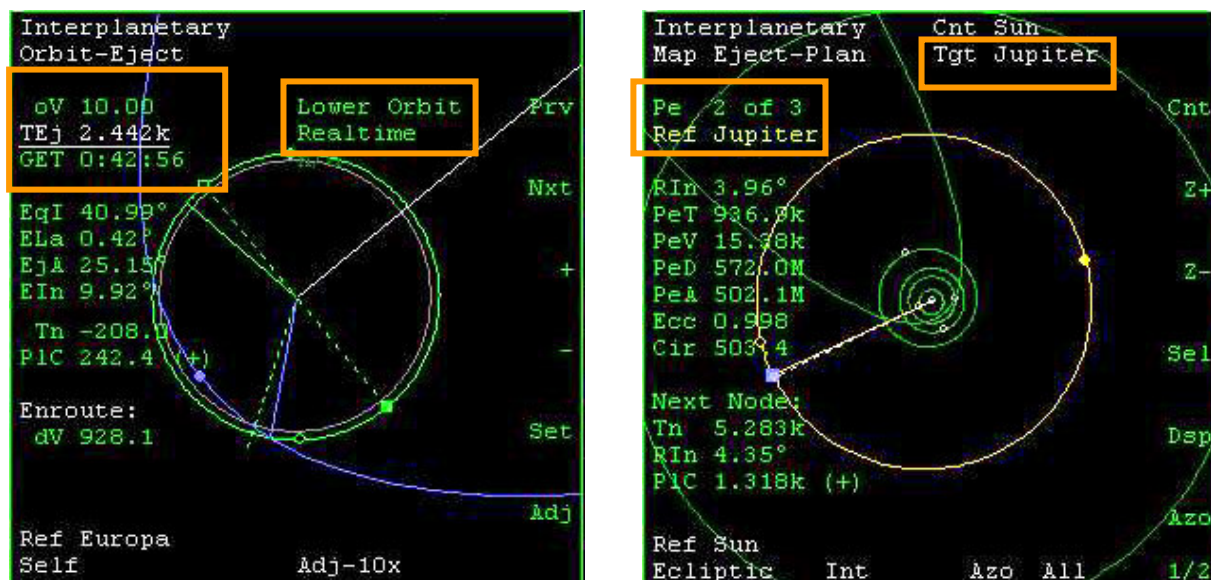 Interplanetary
Orbit-Eject
oV 10.00
Lower Orbit
Prv
TEj 2.442k
Realtime
GET 0:42:56
Nxt
EqI 40.99°
ELa 0.42°
EjA 25.15°
+
EIn 9.92°
Tn -208.0
PlC 242.4 (+)
-
Enroute:
dV 928.1
Set
Adj
Ref Europa
Self
Adj-10x
Interplanetary
Cnt Sun
Map Eject-Plan
Tgt Jupiter
Pe 2 of 3
Cnt
Ref Jupiter
RIn 3.96°
Z+
PeT 936.9k
PeV 15.38k
PeD 572.0M
Z-
PeA 502.1M
Ecc 0.998
Cir 503.4
Sel
Next Node:
Tn 5.283k
Dsp
RIn 4.35°
PlC 1.318k (+)
Azo
Ref Sun
Ecliptic Int Azo All 1/2